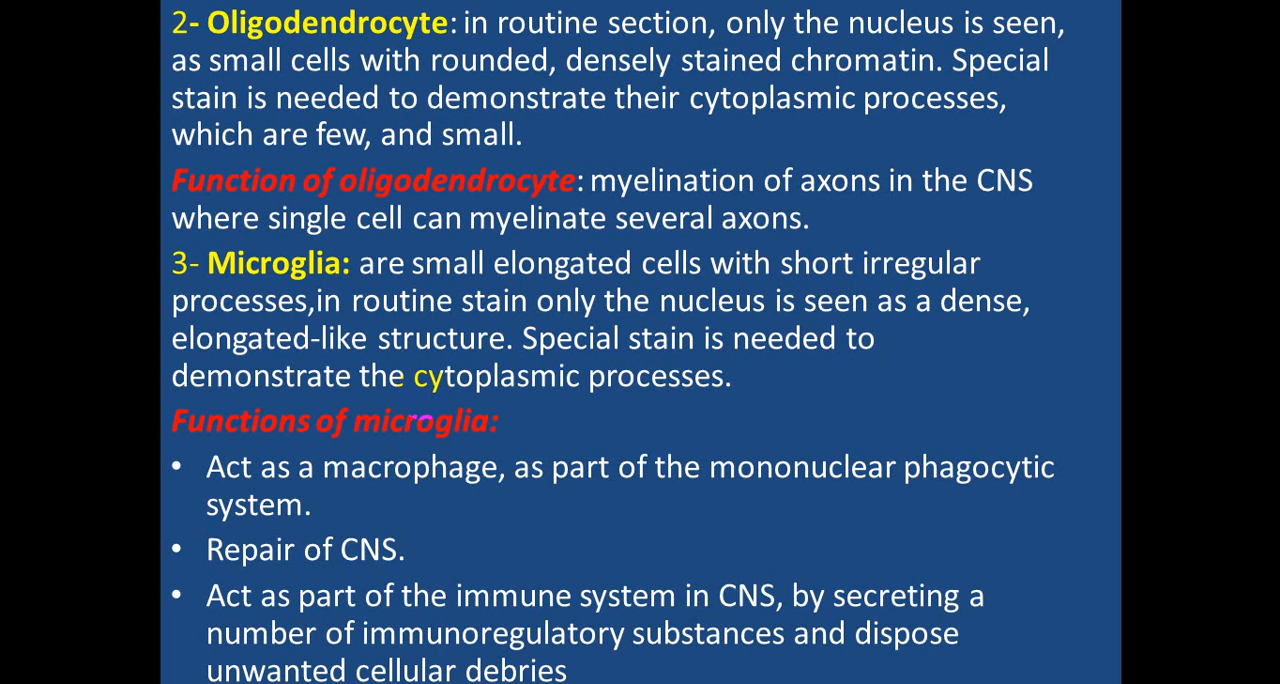 2- Oligodendrocyte: in routine section, only the nucleus is seen,
as small cells with rounded, densely stained chromatin. Special
stain is needed to demonstrate their cytoplasmic processes,
which are few, and small.
Function of oligodendrocyte: myelination of axons in the CNS
where single cell can myelinate several axons.
3- Microglia: are small elongated cells with short irregular
processes,in routine stain only the nucleus is seen as a dense,
elongated-like structure. Special stain is needed to
demonstrate the cytoplasmic processes.
Functions of microglia:
• Act as a macrophage, as part of the mononuclear phagocytic
system.
• Repair of CNS.
• Act as part of the immune system in CNS, by secreting a
number of immunoregulatory substances and dispose
unwanted cellular debries